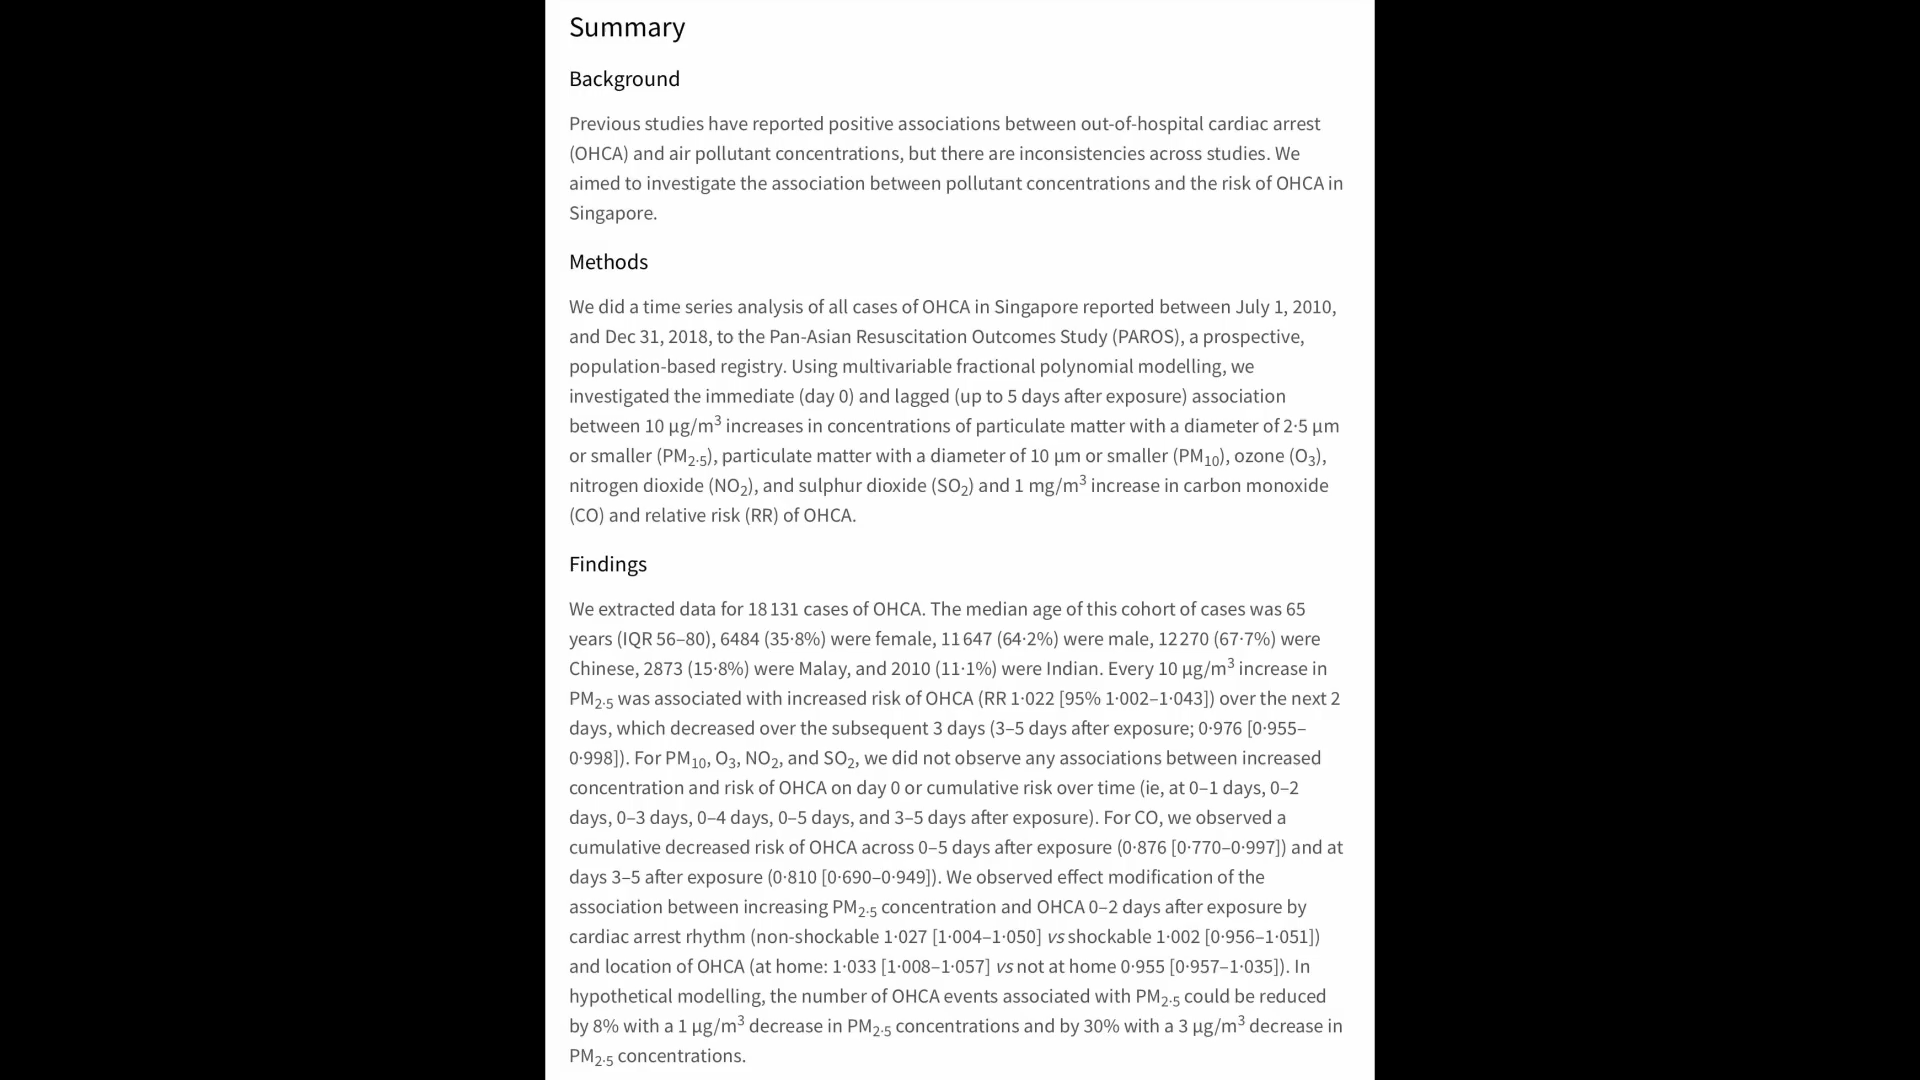 Summary
Background
Previous studies have reported positive associations between out-of-hospital cardiac arrest
(OHCA) and air pollutant concentrations, but there are inconsistencies across studies. We
aimed to investigate the association between pollutant concentrations and the risk of OHCA in
Singapore.
Methods
We did a time series analysis of all cases of OHCA in Singapore reported between July 1, 2010,
and Dec 31, 2018, to the Pan-Asian Resuscitation Outcomes Study (PAROS), a prospective,
population-based registry. Using multivariable fractional polynomial modelling, we
investigated the immediate (day 0) and lagged (up to 5 days after exposure) association
between 10 μg/m³ increases in concentrations of particulate matter with a diameter of 2·5 μm
or smaller (PM₂.₅), particulate matter with a diameter of 10 μm or smaller (PM₁₀), ozone (O₃),
nitrogen dioxide (NO₂), and sulphur dioxide (SO₂) and 1 mg/m³ increase in carbon monoxide
(CO) and relative risk (RR) of OHCA.
Findings
We extracted data for 18 131 cases of OHCA. The median age of this cohort of cases was 65
years (IQR 56–80), 6484 (35·8%) were female, 11 647 (64·2%) were male, 12 270 (67·7%) were
Chinese, 2873 (15·8%) were Malay, and 2010 (11·1%) were Indian. Every 10 μg/m³ increase in
PM₂.₅ was associated with increased risk of OHCA (RR 1·022 [95% 1·002–1·043]) over the next 2
days, which decreased over the subsequent 3 days (3–5 days after exposure; 0·976 [0·955–
0·998]). For PM₁₀, O₃, NO₂, and SO₂, we did not observe any associations between increased
concentration and risk of OHCA on day 0 or cumulative risk over time (ie, at 0–1 days, 0–2
days, 0–3 days, 0–4 days, 0–5 days, and 3–5 days after exposure). For CO, we observed a
cumulative decreased risk of OHCA across 0–5 days after exposure (0·876 [0·770–0·997]) and at
days 3–5 after exposure (0·810 [0·690–0·949]). We observed effect modification of the
association between increasing PM₂.₅ concentration and OHCA 0–2 days after exposure by
cardiac arrest rhythm (non-shockable 1·027 [1·004–1·050] vs shockable 1·002 [0·956–1·051])
and location of OHCA (at home: 1·033 [1·008–1·057] vs not at home 0·955 [0·957–1·035]). In
hypothetical modelling, the number of OHCA events associated with PM₂.₅ could be reduced
by 8% with a 1 μg/m³ decrease in PM₂.₅ concentrations and by 30% with a 3 μg/m³ decrease in
PM₂.₅ concentrations.